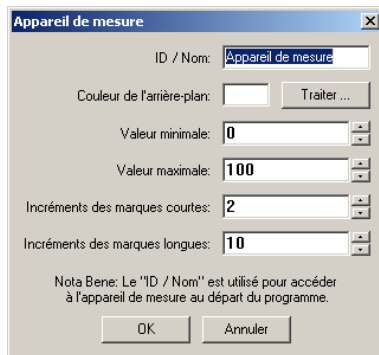 Appareil de mesure
ID / Nom: Appareil de mesure
Couleur de l'arrière-plan: Traiter ...
Valeur minimale: 0
Valeur maximale: 100
Incréments des marques courtes: 2
Incréments des marques longues: 10
Nota Bene: Le "ID / Nom" est utilisé pour accéder
à l'appareil de mesure au départ du programme.
OK Annuler